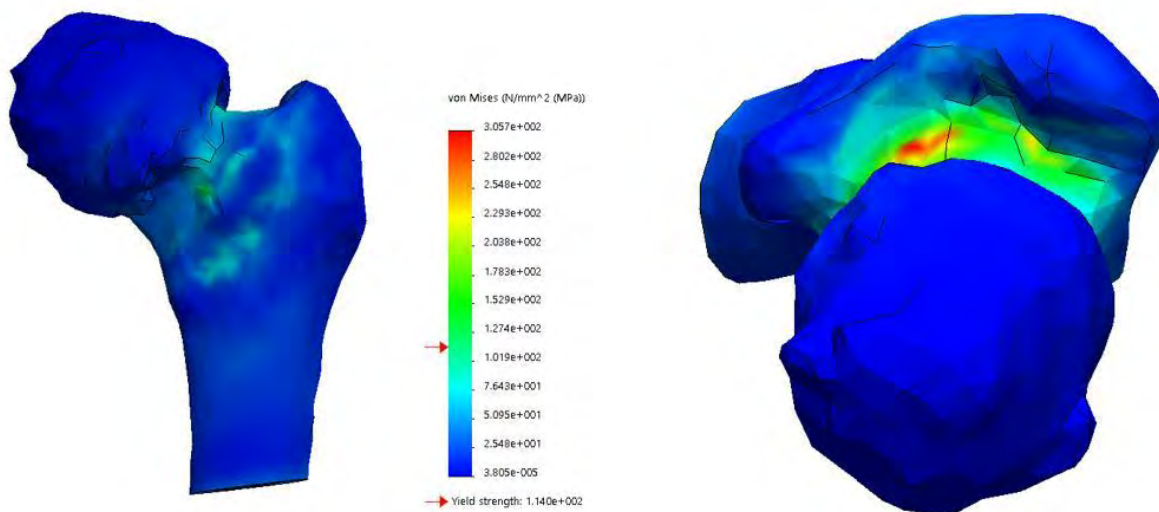 von Mises (N/mm^2 (MPa))
3.057e+002
2.802e+002
2.548e+002
2.293e+002
2.038e+002
1.783e+002
1.529e+002
1.274e+002
1.019e+002
7.643e+001
5.095e+001
2.548e+001
3.805e-005
Yield strength: 1.140e+002